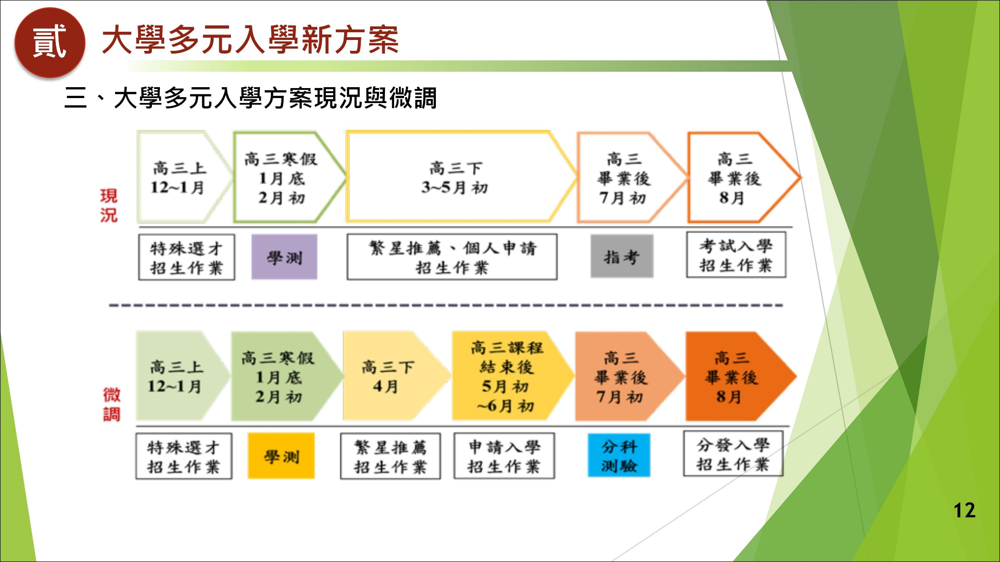 貳
大學多元入學新方案
三、大學多元入學方案現況與微調
現
況
高三上
12~1月
高三寒假
1月底
2月初
高三下
3~5月初
高三
畢業後
7月初
高三
畢業後
8月
特殊選才
招生作業
學測
繁星推薦、個人申請
招生作業
指考
考試入學
招生作業
微
調
高三上
12~1月
高三寒假
1月底
2月初
高三下
4月
高三課程
結束後
5月初
~6月初
高三
畢業後
7月初
高三
畢業後
8月
特殊選才
招生作業
學測
繁星推薦
招生作業
申請入學
招生作業
分科
測驗
分發入學
招生作業
12